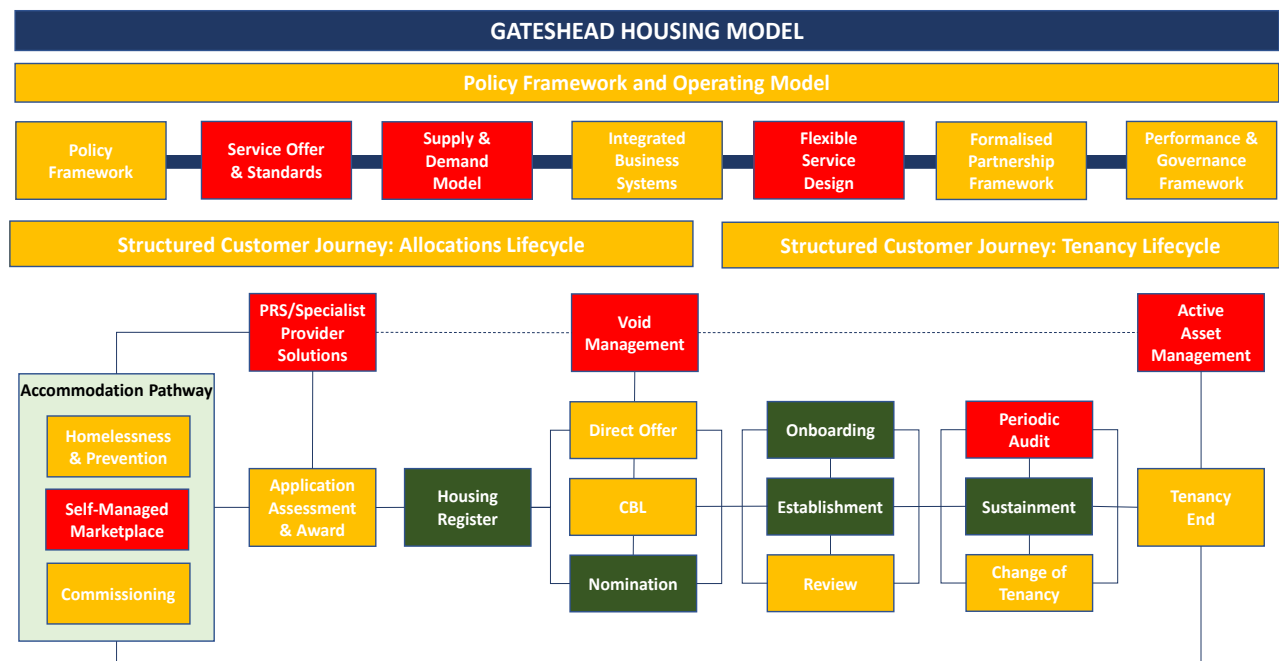 GATESHEAD HOUSING MODEL
Policy Framework and Operating Model
Policy
Framework
Service Offer
& Standards
Supply &
Demand
Model
Integrated
Business
Systems
Flexible
Service
Design
Formalised
Partnership
Framework
Performance &
Governance
Framework
Structured Customer Journey: Allocations Lifecycle
Structured Customer Journey: Tenancy Lifecycle
PRS/Specialist
Provider
Solutions
Void
Management
Active
Asset
Management
Accommodation Pathway
Homelessness
& Prevention
Self-Managed
Marketplace
Commissioning
Application
Assessment
& Award
Housing
Register
Direct Offer
CBL
Nomination
Onboarding
Establishment
Review
Periodic
Audit
Sustainment
Change of
Tenancy
Tenancy
End